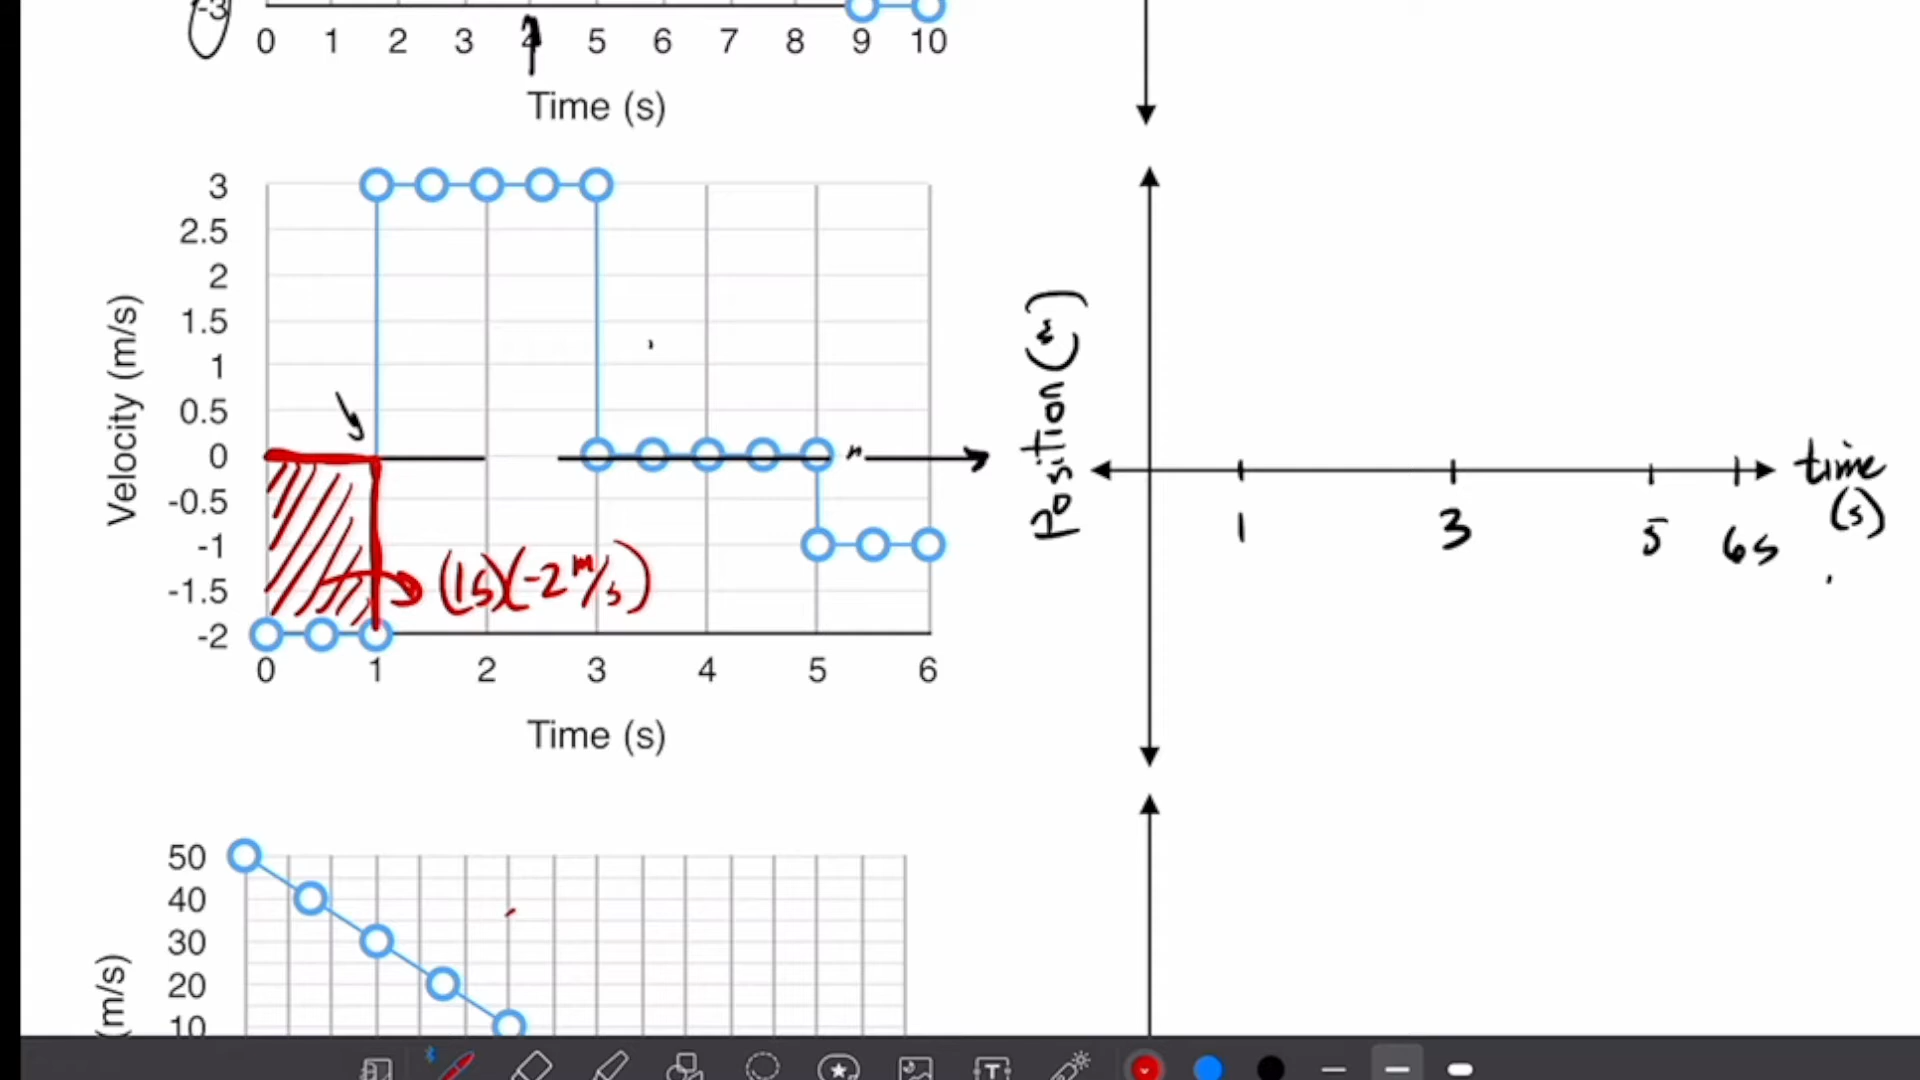 -3
0 1 2 3 4 5 6 7 8 9 10
Time (s)
3
2.5
2
1.5
1
0.5
0
-0.5
-1
-1.5
-2
Velocity (m/s)
(1s)(-2 m/s)
0 1 2 3 4 5 6
Time (s)
Position (m)
time
(s)
1 3 5 6s
50
40
30
20
10
(m/s)